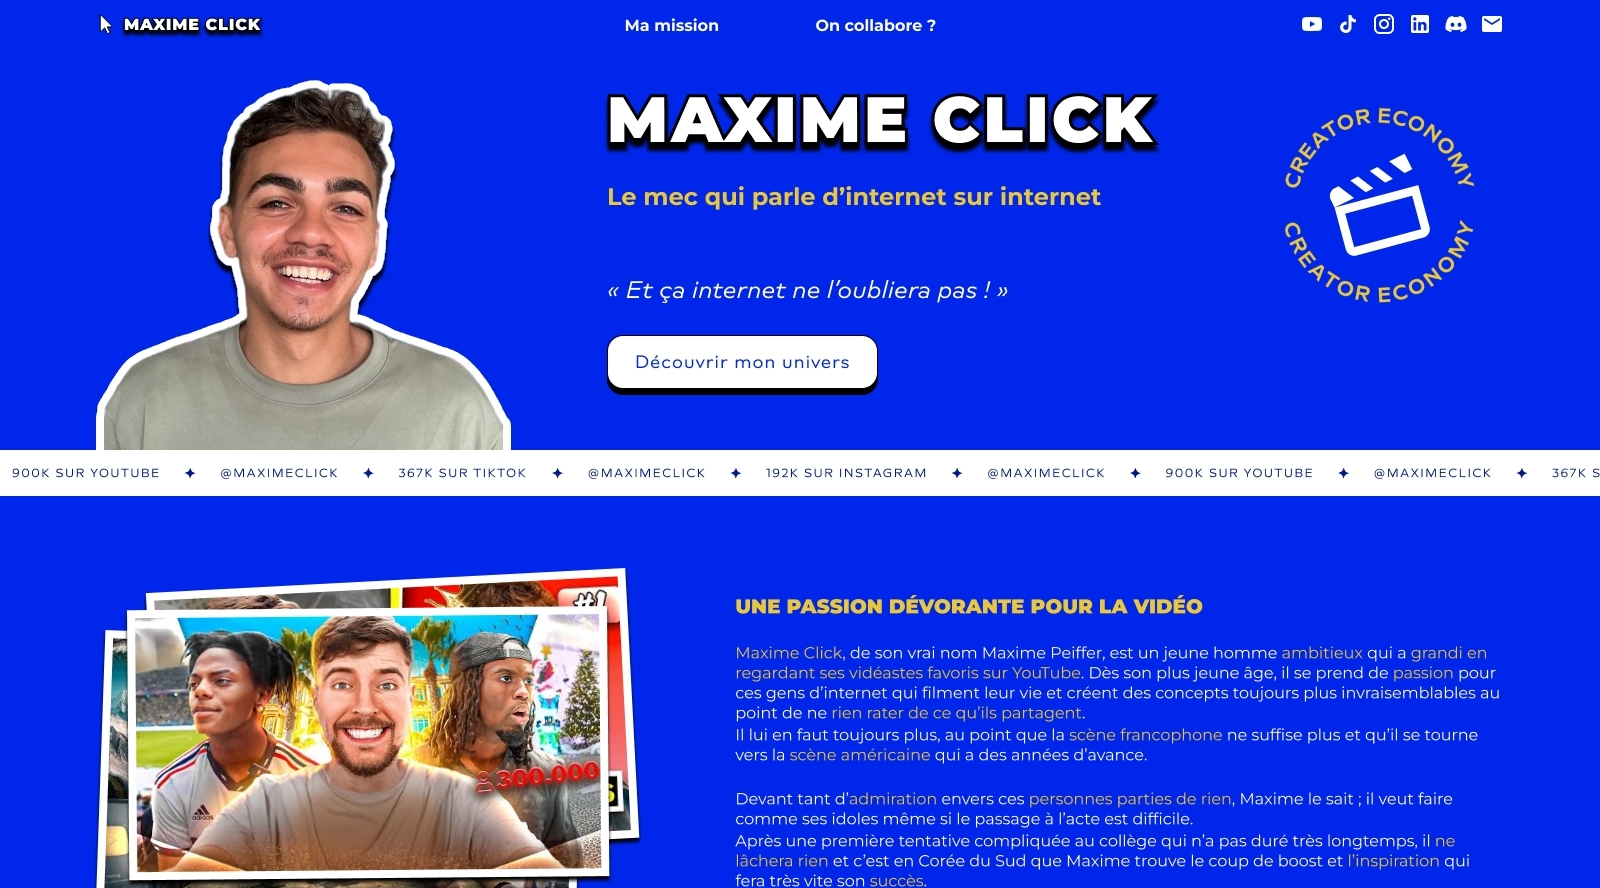 MAXIME CLICK
Ma mission
On collabore ?
MAXIME CLICK
Le mec qui parle d’internet sur internet
« Et ça internet ne l’oubliera pas ! »
Découvrir mon univers
CREATOR ECONOMY
CREATOR ECONOMY
900K SUR YOUTUBE ✦ @MAXIMECLICK ✦ 367K SUR TIKTOK ✦ @MAXIMECLICK ✦ 192K SUR INSTAGRAM ✦ @MAXIMECLICK ✦ 900K SUR YOUTUBE ✦ @MAXIMECLICK ✦ 367K S
#1
300.000
adidas
UNE PASSION DÉVORANTE POUR LA VIDÉO
Maxime Click, de son vrai nom Maxime Peiffer, est un jeune homme ambitieux qui a grandi en
regardant ses vidéastes favoris sur YouTube. Dès son plus jeune âge, il se prend de passion pour
ces gens d’internet qui filment leur vie et créent des concepts toujours plus invraisemblables au
point de ne rien rater de ce qu’ils partagent.
Il lui en faut toujours plus, au point que la scène francophone ne suffise plus et qu’il se tourne
vers la scène américaine qui a des années d’avance.
Devant tant d’admiration envers ces personnes parties de rien, Maxime le sait ; il veut faire
comme ses idoles même si le passage à l’acte est difficile.
Après une première tentative compliquée au collège qui n’a pas duré très longtemps, il ne
lâchera rien et c’est en Corée du Sud que Maxime trouve le coup de boost et l’inspiration qui
fera très vite son succès.